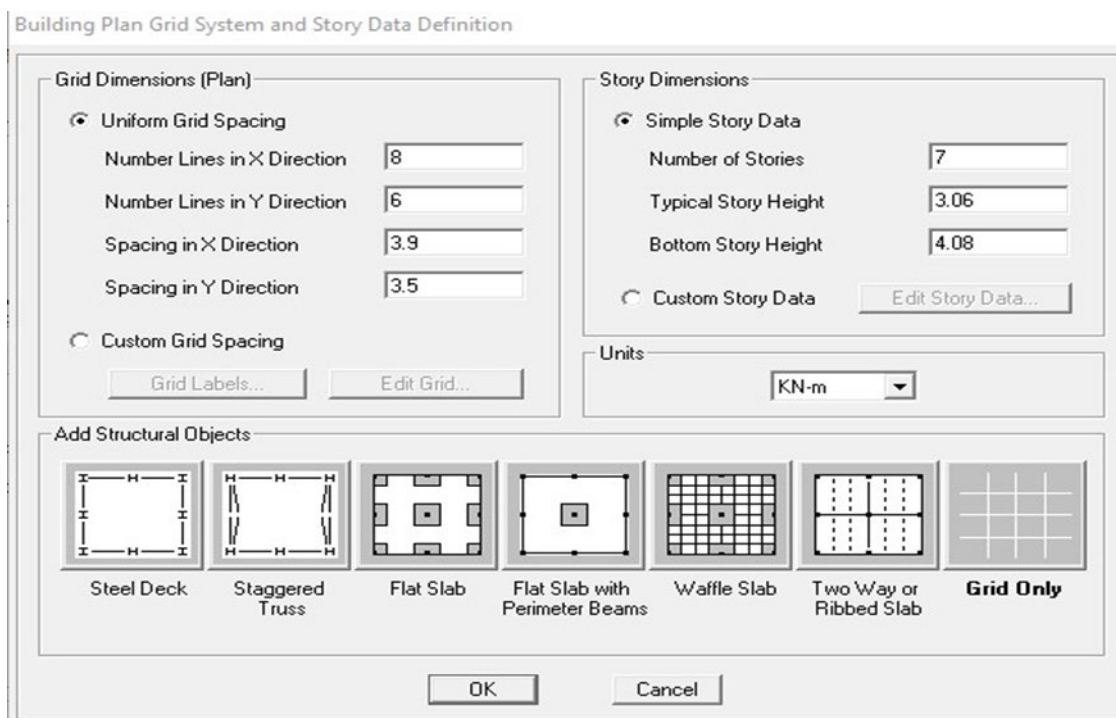 Building Plan Grid System and Story Data Definition
Grid Dimensions (Plan)
Uniform Grid Spacing
Number Lines in X Direction 8
Number Lines in Y Direction 6
Spacing in X Direction 3.9
Spacing in Y Direction 3.5
Custom Grid Spacing
Grid Labels... Edit Grid...
Story Dimensions
Simple Story Data
Number of Stories 7
Typical Story Height 3.06
Bottom Story Height 4.08
Custom Story Data Edit Story Data...
Units
KN-m
Add Structural Objects
Steel Deck
Staggered
Truss
Flat Slab
Flat Slab with
Perimeter Beams
Waffle Slab
Two Way or
Ribbed Slab
Grid Only
OK Cancel